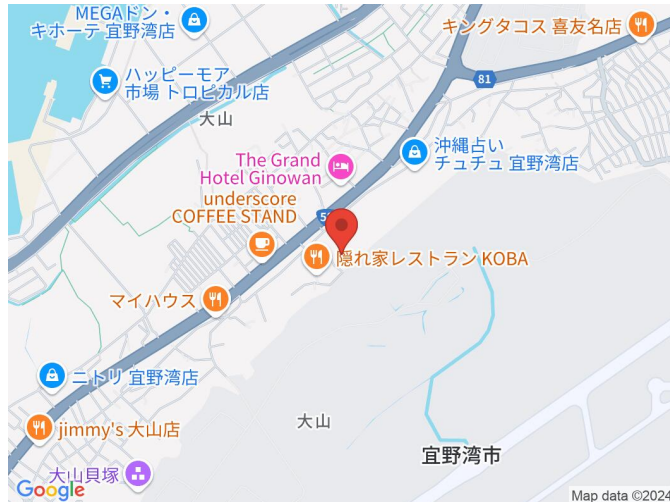 MEGAドン・
キホーテ 宜野湾店
キングタコス 喜友名店
ハッピーモア
市場 トロピカル店
81
大山
沖縄占い
チュチュ 宜野湾店
The Grand
Hotel Ginowan
underscore
COFFEE STAND
隠れ家レストラン KOBA
マイハウス
ニトリ 宜野湾店
jimmy's 大山店
大山
宜野湾市
大山貝塚
Google
Map data ©2024